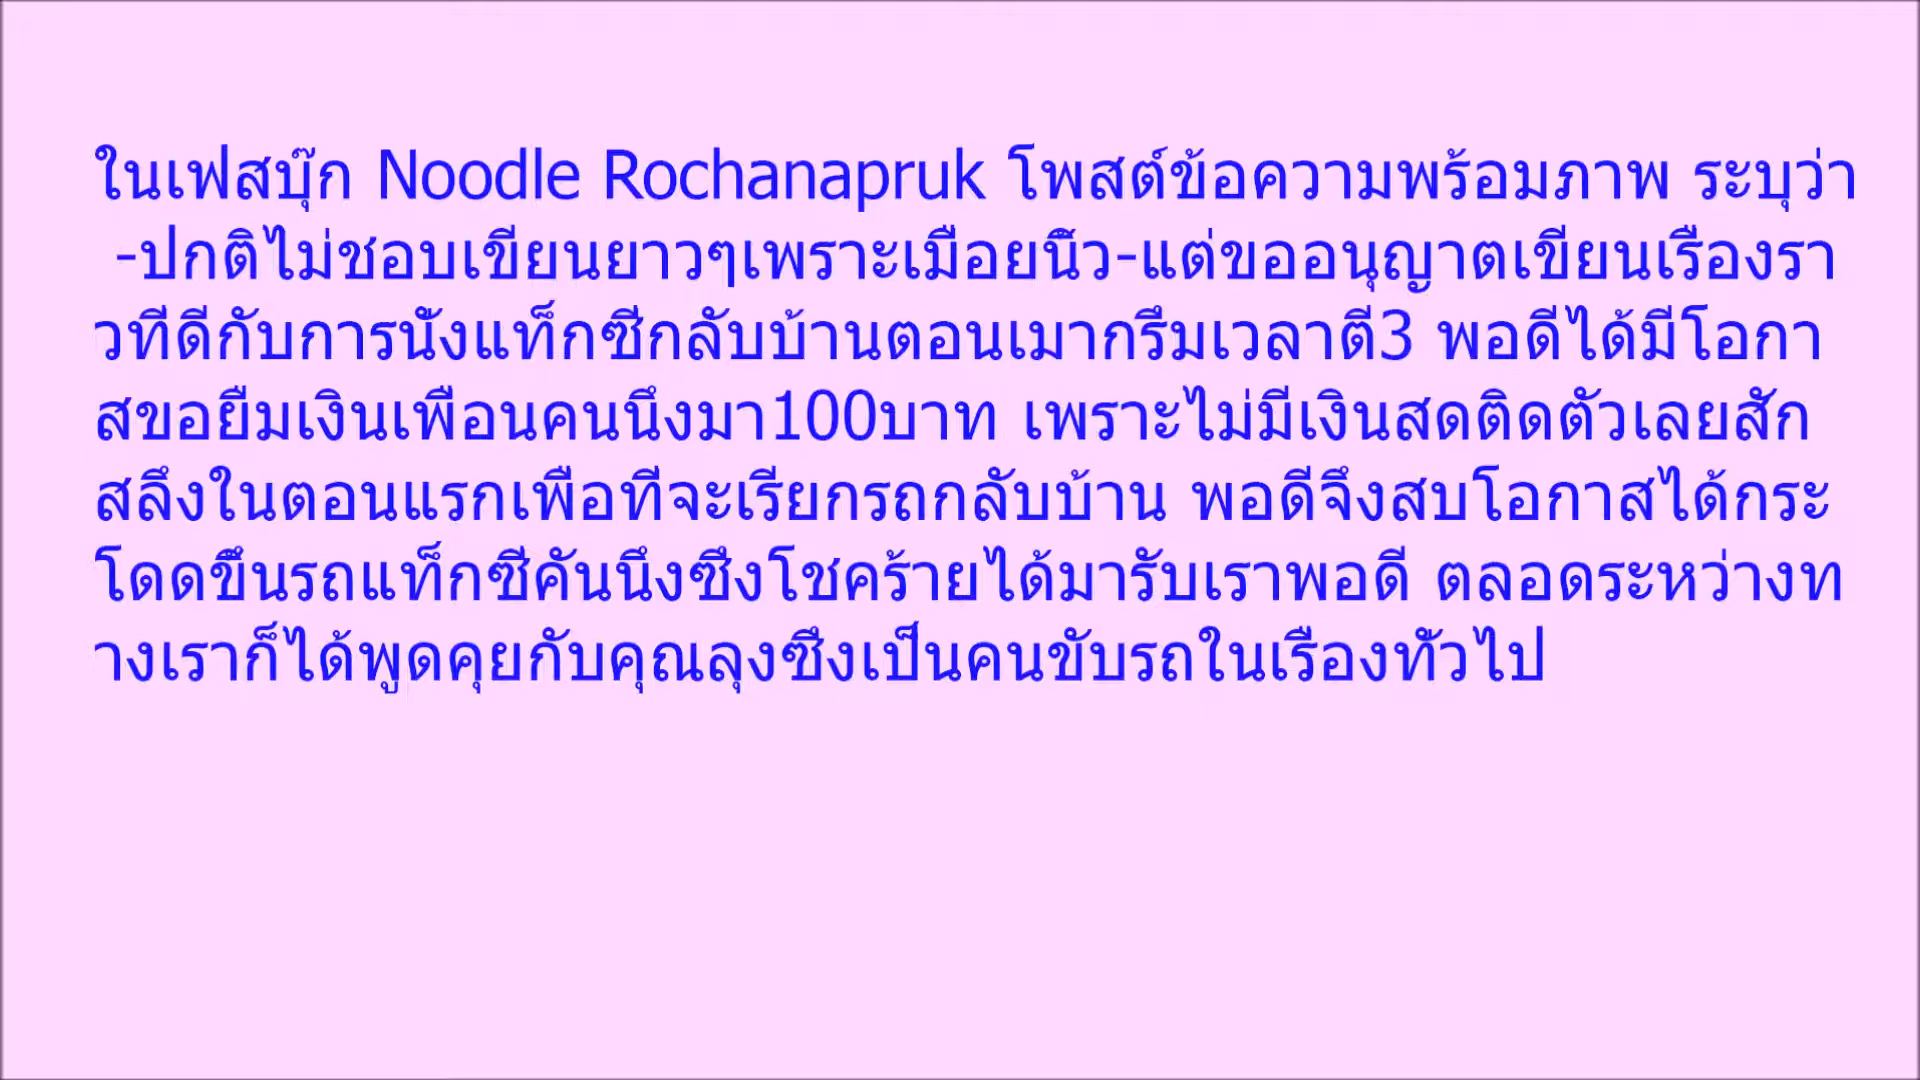 ในเฟสบุ๊ก Noodle Rochanapruk โพสต์ข้อความพร้อมภาพ ระบุว่า
-ปกติไม่ชอบเขียนยาวๆเพราะเมื่อยนิ้ว-แต่ขออนุญาตเขียนเรื่องรา
วที่ดีกับการนั่งแท็กซี่กลับบ้านตอนเมากรึ่มเวลาตี3 พอดีได้มีโอกา
สขอยืมเงินเพื่อนคนนึงมา100บาท เพราะไม่มีเงินสดติดตัวเลยสัก
สลึงในตอนแรกเพื่อที่จะเรียกรถกลับบ้าน พอดีจึงสบโอกาสได้กระ
โดดขึ้นรถแท็กซี่คันนึงซึ่งโชคร้ายได้มารับเราพอดี ตลอดระหว่างท
างเราก็ได้พูดคุยกับคุณลุงซึ่งเป็นคนขับรถในเรื่องทั่วไป